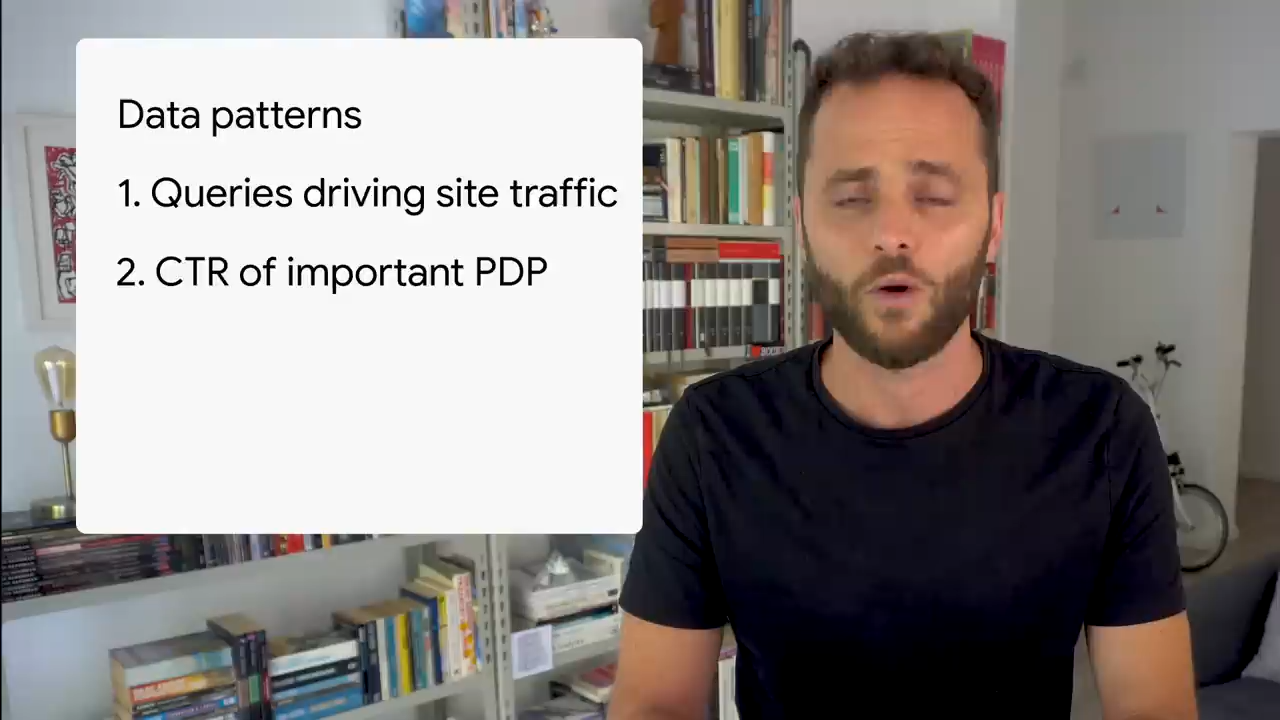 Data patterns
1. Queries driving site traffic
2. CTR of important PDP